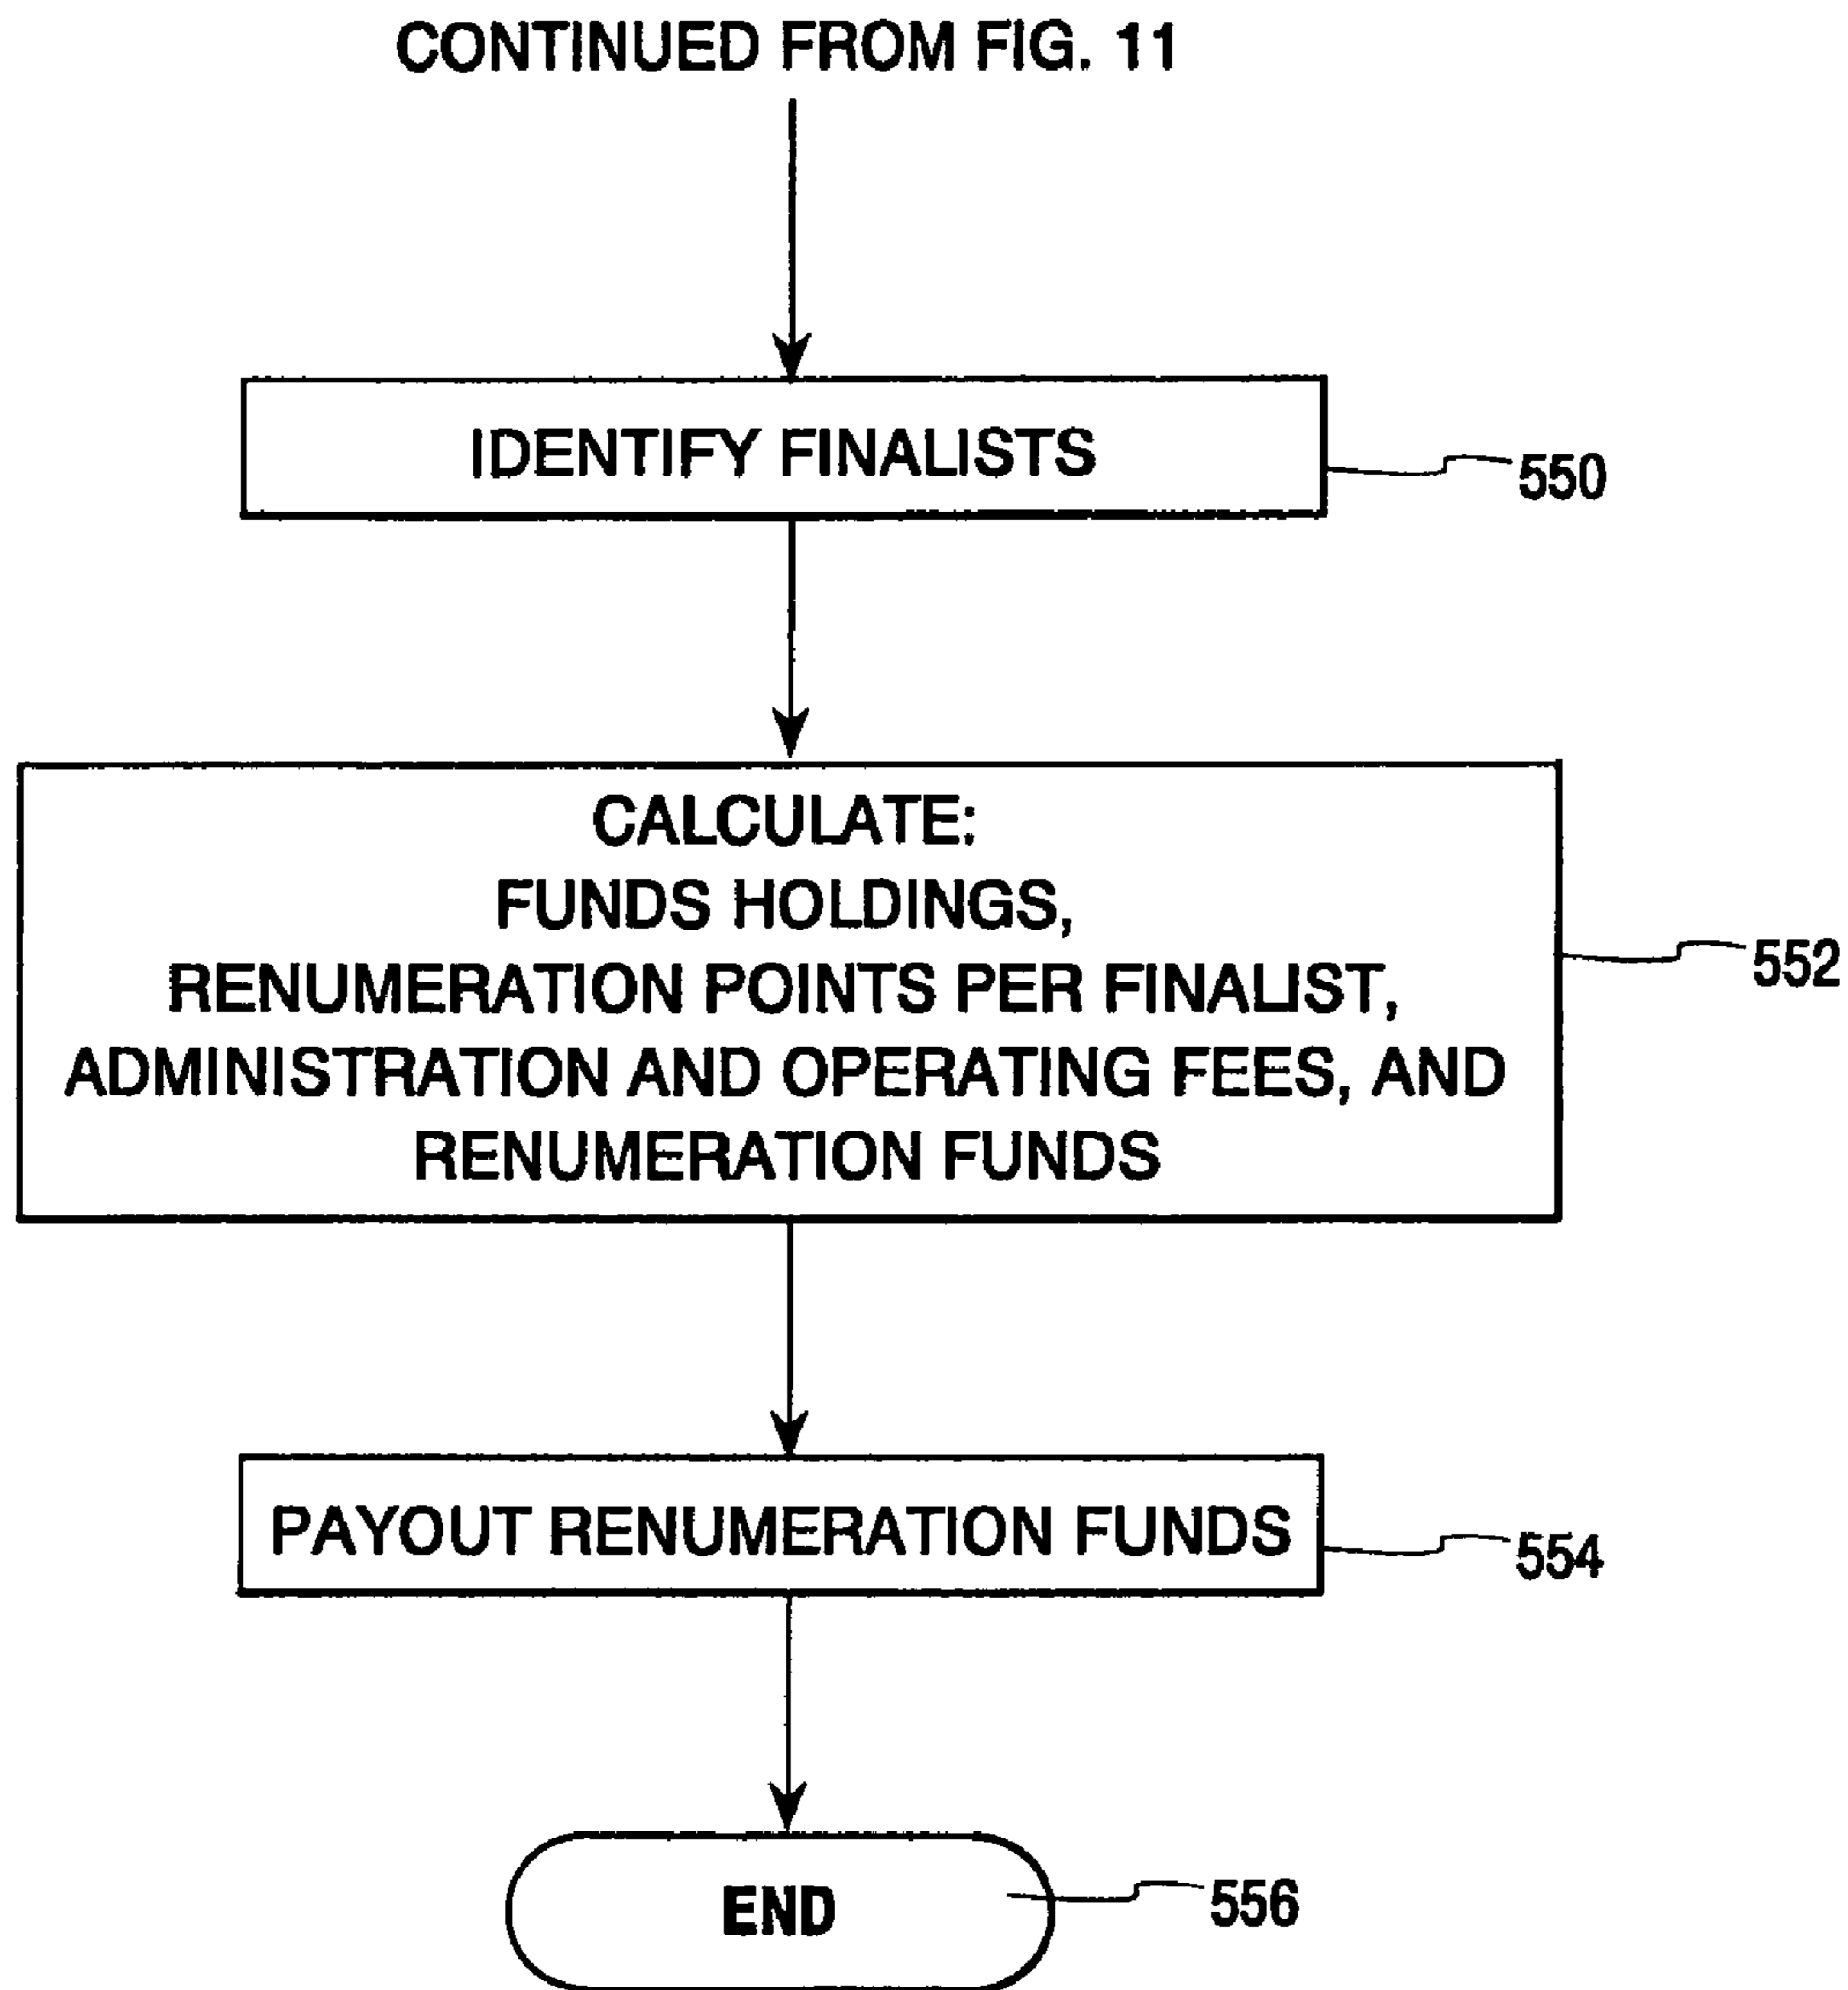 CONTINUED FROM FIG. 11
IDENTIFY FINALISTS
550
CALCULATE:
FUNDS HOLDINGS,
RENUMERATION POINTS PER FINALIST,
ADMINISTRATION AND OPERATING FEES, AND
RENUMERATION FUNDS
552
PAYOUT RENUMERATION FUNDS
554
END
556